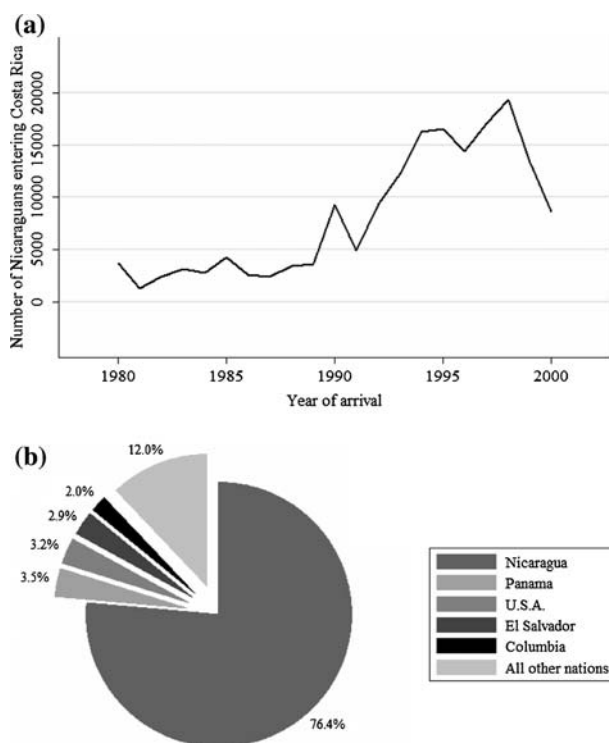 (a)
Number of Nicaraguans entering Costa Rica
20000
15000
10000
5000
0
1980
1985
1990
1995
2000
Year of arrival
(b)
12.0%
2.0%
2.9%
3.2%
3.5%
76.4%
Nicaragua
Panama
U.S.A.
El Salvador
Columbia
All other nations